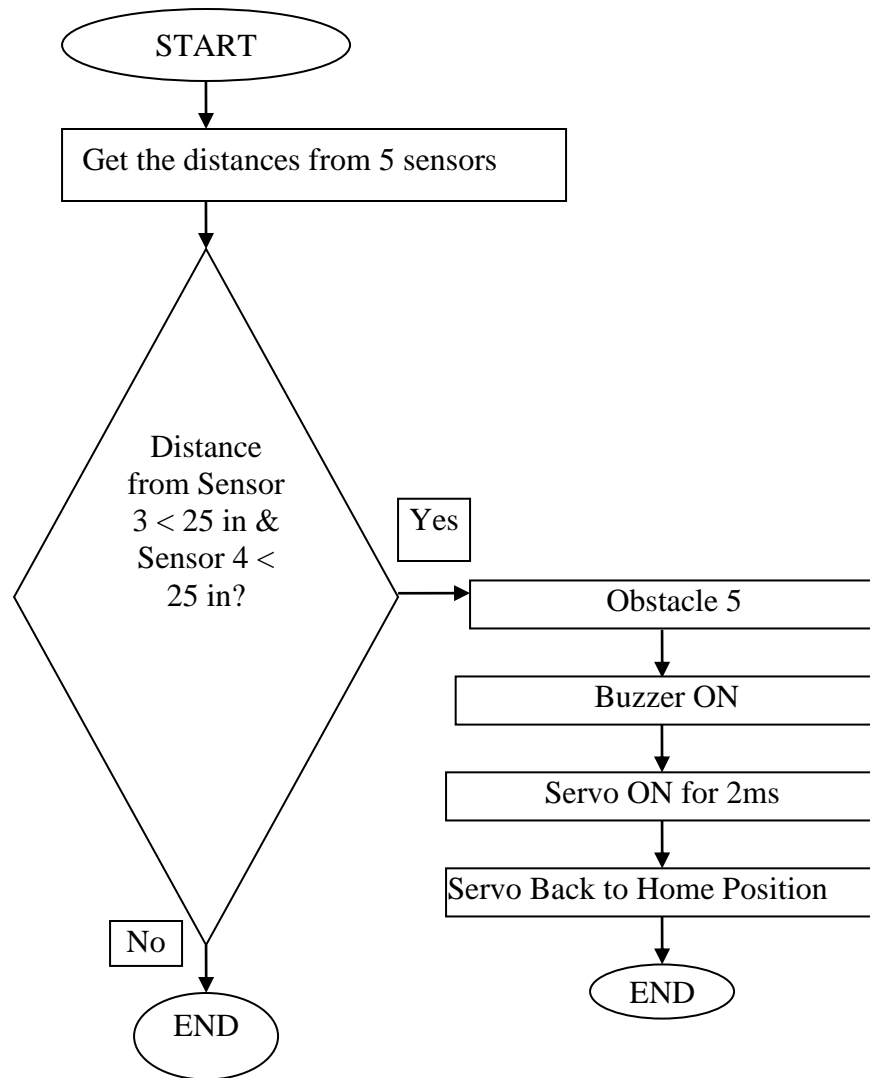 START
Get the distances from 5 sensors
Distance
from Sensor
3 < 25 in &
Sensor 4 <
25 in?
Yes
Obstacle 5
Buzzer ON
Servo ON for 2ms
Servo Back to Home Position
END
No
END